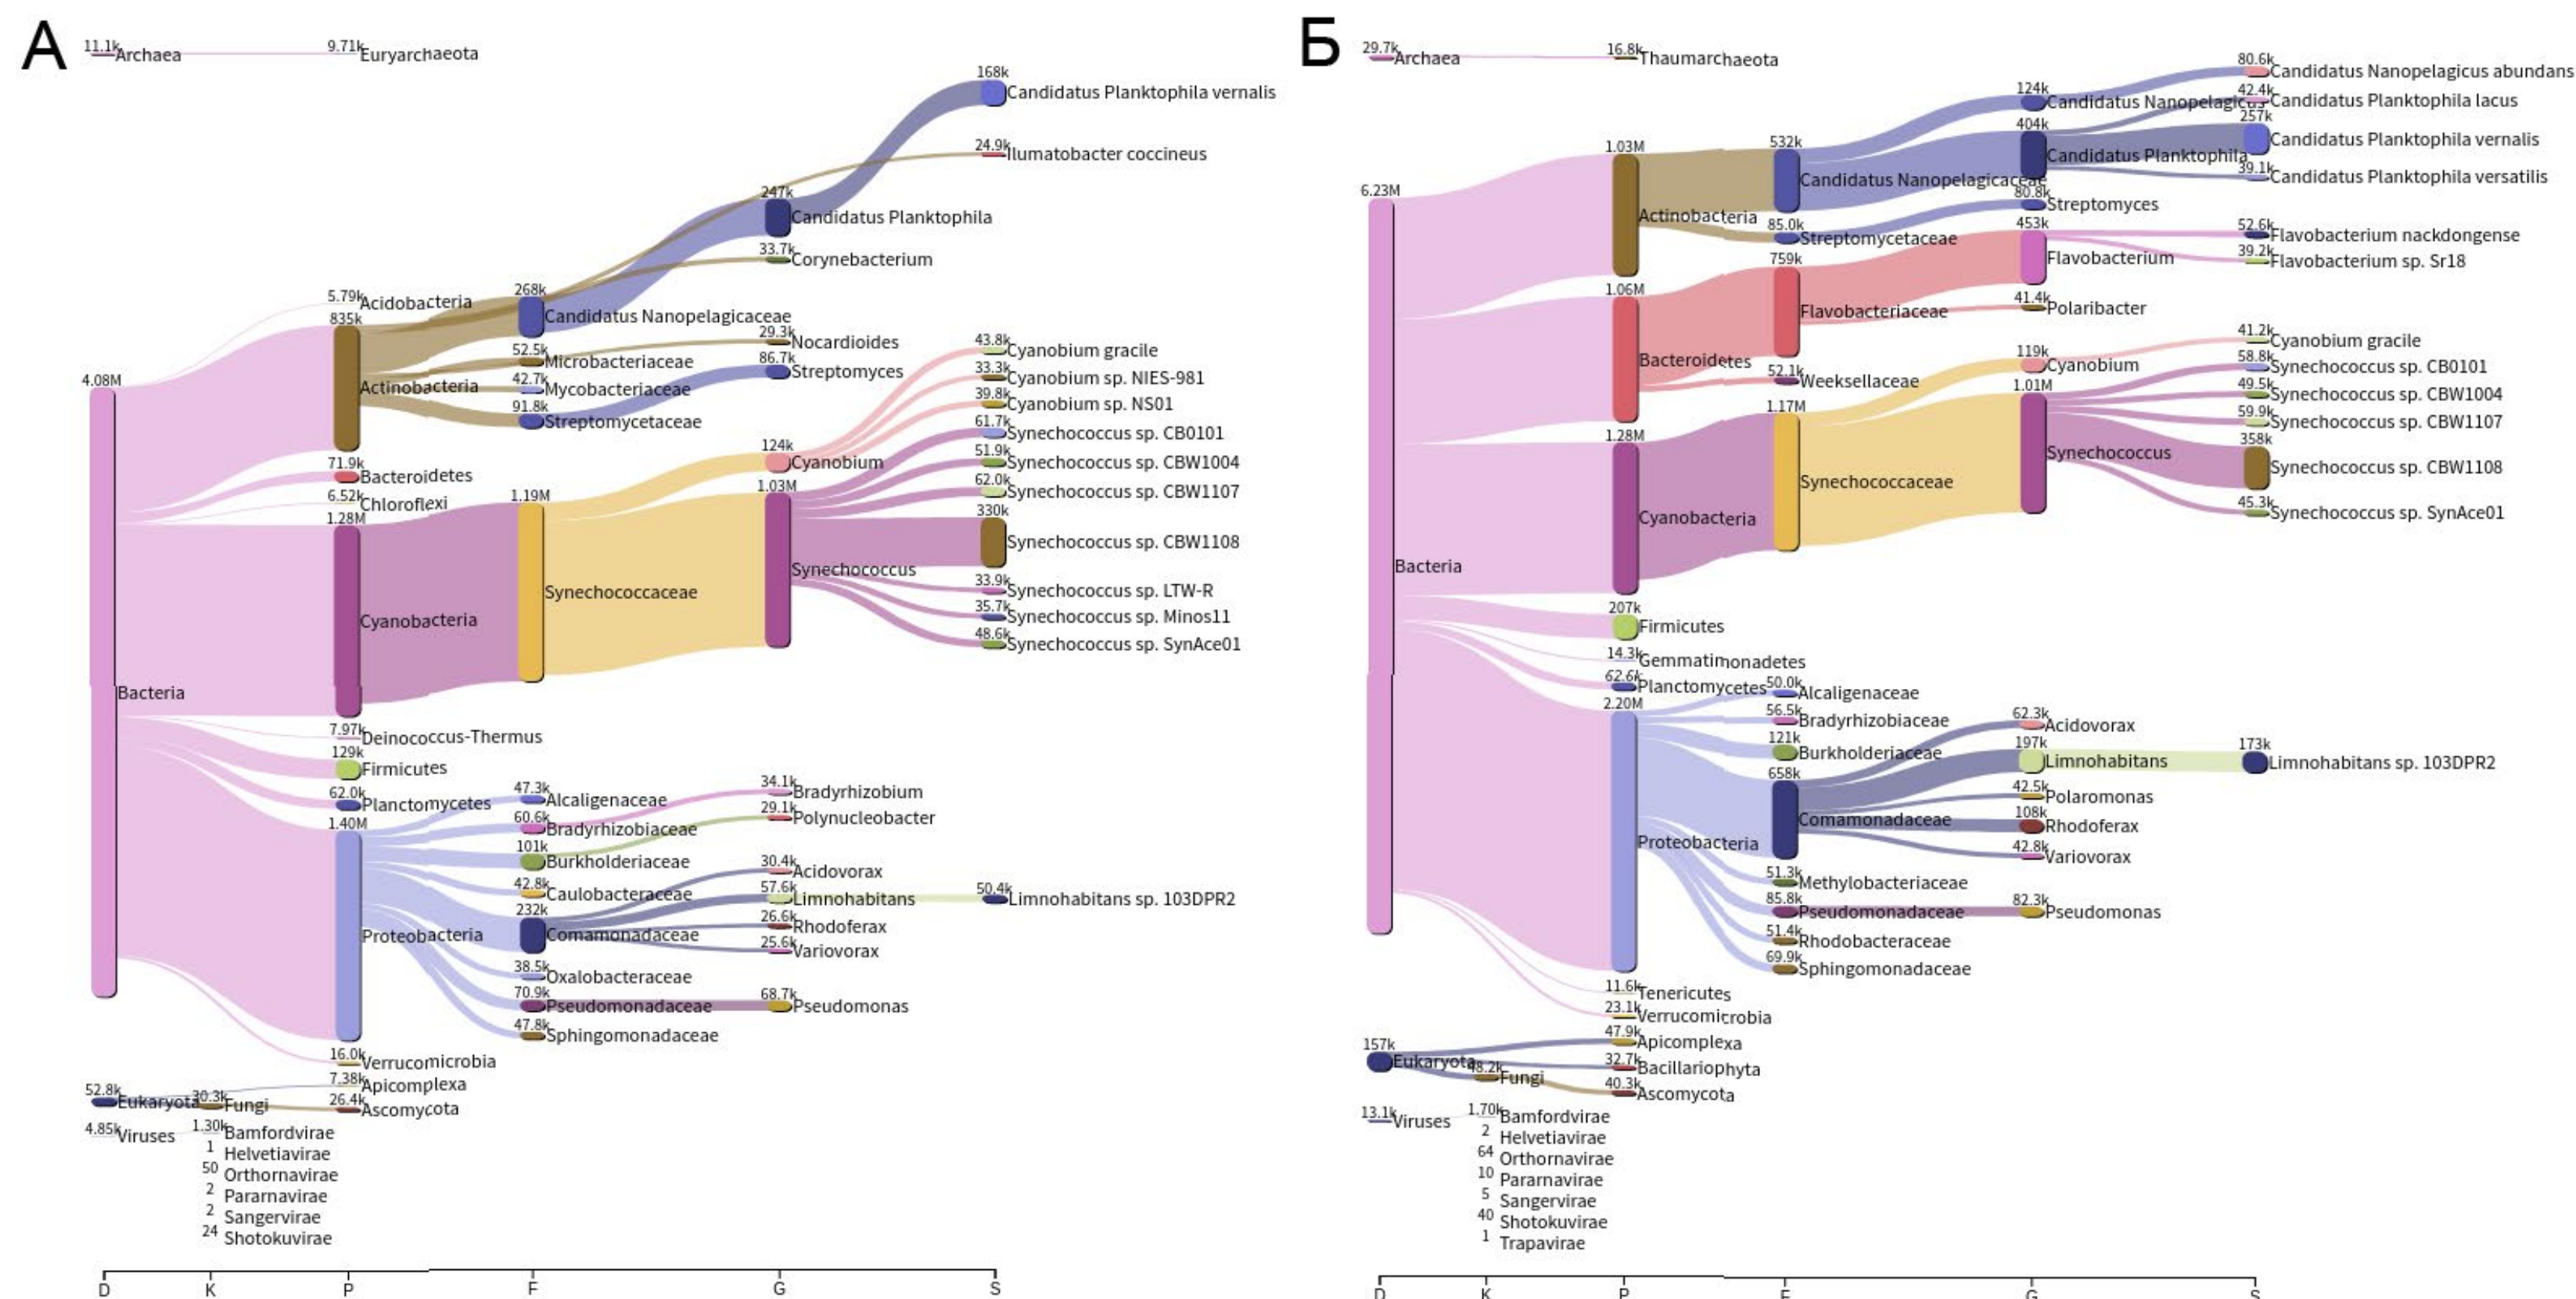 А
11.1k Archaea
9.71k Euryarchaeota
168k Candidatus Planktophila vernalis
24.9k Ilumatobacter coccineus
247k Candidatus Planktophila
33.7k Corynebacterium
5.79k Acidobacteria
268k Candidatus Nanopelagicaceae
835k Actinobacteria
29.3k Nocardioides
52.5k Microbacteriaceae
86.7k Streptomyces
42.7k Mycobacteriaceae
91.8k Streptomycetaceae
43.8k Cyanobium gracile
33.3k Cyanobium sp. NIES-981
39.8k Cyanobium sp. NS01
61.7k Synechococcus sp. CB0101
51.9k Synechococcus sp. CBW1004
62.0k Synechococcus sp. CBW1107
330k Synechococcus sp. CBW1108
33.9k Synechococcus sp. LTW-R
35.7k Synechococcus sp. Minos11
48.6k Synechococcus sp. SynAce01
124k Cyanobium
1.03M Synechococcus
4.08M Bacteria
71.9k Bacteroidetes
6.52k Chloroflexi
1.28M Cyanobacteria
1.19M Synechococcaceae
7.97k Deinococcus-Thermus
129k Firmicutes
62.0k Planctomycetes
1.40M Proteobacteria
47.3k Alcaligenaceae
60.6k Bradyrhizobiaceae
101k Burkholderiaceae
42.8k Caulobacteraceae
232k Comamonadaceae
38.5k Oxalobacteraceae
70.9k Pseudomonadaceae
47.8k Sphingomonadaceae
34.1k Bradyrhizobium
29.1k Polynucleobacter
30.4k Acidovorax
57.6k Limnohabitans
50.4k Limnohabitans sp. 103DPR2
26.6k Rhodoferax
25.6k Variovorax
68.7k Pseudomonas
16.0k Verrucomicrobia
7.38k Apicomplexa
52.8k Eukaryota
30.3k Fungi
26.4k Ascomycota
4.85k Viruses
1.30k Bamfordvirae
1 Helvetiavirae
50 Orthornavirae
2 Pararnavirae
2 Sangervirae
24 Shotokuvirae
D K P F G S
Б
29.7k Archaea
16.8k Thaumarchaeota
80.6k Candidatus Nanopelagicus abundans
124k Candidatus Nanopelagicus
42.4k Candidatus Planktophila lacus
257k Candidatus Planktophila vernalis
404k Candidatus Planktophila
39.1k Candidatus Planktophila versatilis
1.03M Actinobacteria
532k Candidatus Nanopelagicaceae
80.8k Streptomyces
85.0k Streptomycetaceae
6.23M Bacteria
453k Flavobacterium
52.6k Flavobacterium nackdongense
39.2k Flavobacterium sp. Sr18
1.06M Bacteroidetes
759k Flavobacteriaceae
41.4k Polaribacter
52.1k Weeksellaceae
1.28M Cyanobacteria
1.17M Synechococcaceae
119k Cyanobium
1.01M Synechococcus
41.2k Cyanobium gracile
58.8k Synechococcus sp. CB0101
49.5k Synechococcus sp. CBW1004
59.9k Synechococcus sp. CBW1107
358k Synechococcus sp. CBW1108
45.3k Synechococcus sp. SynAce01
207k Firmicutes
14.3k Gemmatimonadetes
62.6k Planctomycetes
2.20M Proteobacteria
50.0k Alcaligenaceae
56.5k Bradyrhizobiaceae
121k Burkholderiaceae
658k Comamonadaceae
51.3k Methylobacteriaceae
85.8k Pseudomonadaceae
51.4k Rhodobacteraceae
69.9k Sphingomonadaceae
62.3k Acidovorax
197k Limnohabitans
173k Limnohabitans sp. 103DPR2
42.5k Polaromonas
108k Rhodoferax
42.8k Variovorax
82.3k Pseudomonas
11.6k Tenericutes
23.1k Verrucomicrobia
47.9k Apicomplexa
157k Eukaryota
32.7k Bacillariophyta
48.2k Fungi
40.3k Ascomycota
13.1k Viruses
1.70k Bamfordvirae
2 Helvetiavirae
64 Orthornavirae
10 Pararnavirae
5 Sangervirae
40 Shotokuvirae
1 Trapavirae
D K P F G S